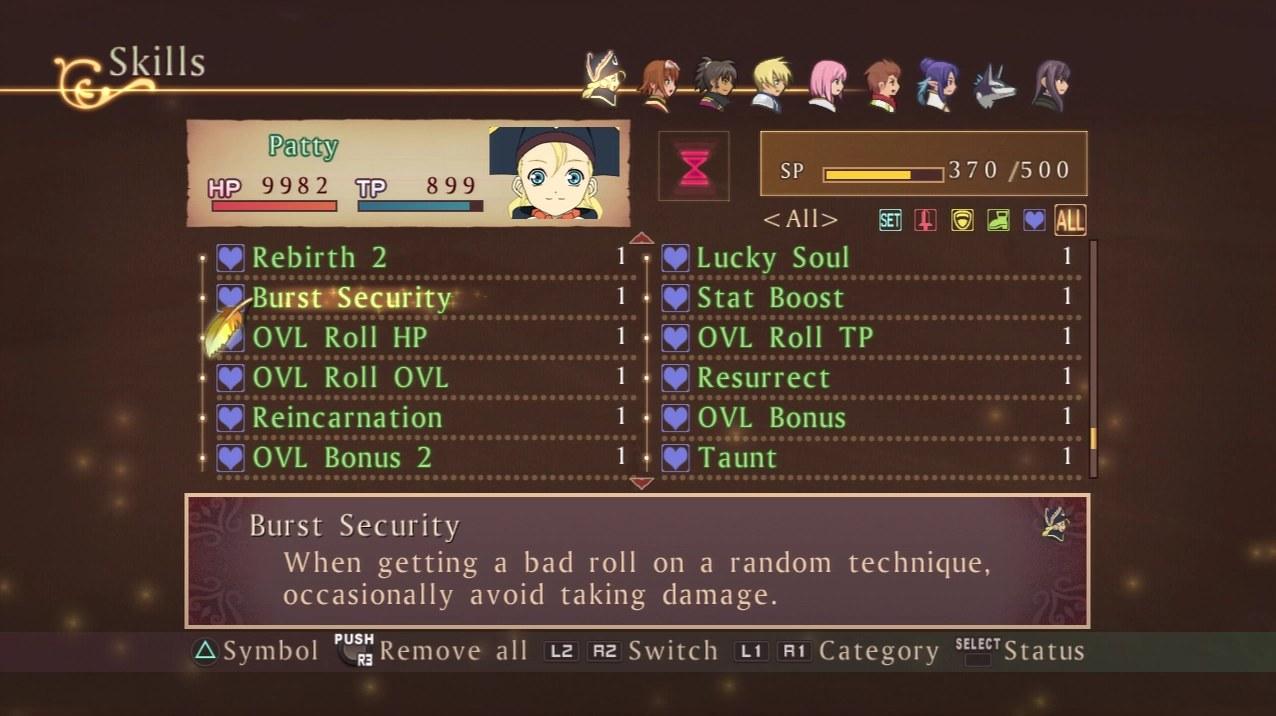 Skills
Patty
HP 9982 TP 899
SP 370 /500
<All> SET ALL
Rebirth 2 1 Lucky Soul 1
Burst Security 1 Stat Boost 1
OVL Roll HP 1 OVL Roll TP 1
OVL Roll OVL 1 Resurrect 1
Reincarnation 1 OVL Bonus 1
OVL Bonus 2 1 Taunt 1
Burst Security
When getting a bad roll on a random technique,
occasionally avoid taking damage.
Symbol PUSH R3 Remove all L2 R2 Switch L1 R1 Category SELECT Status